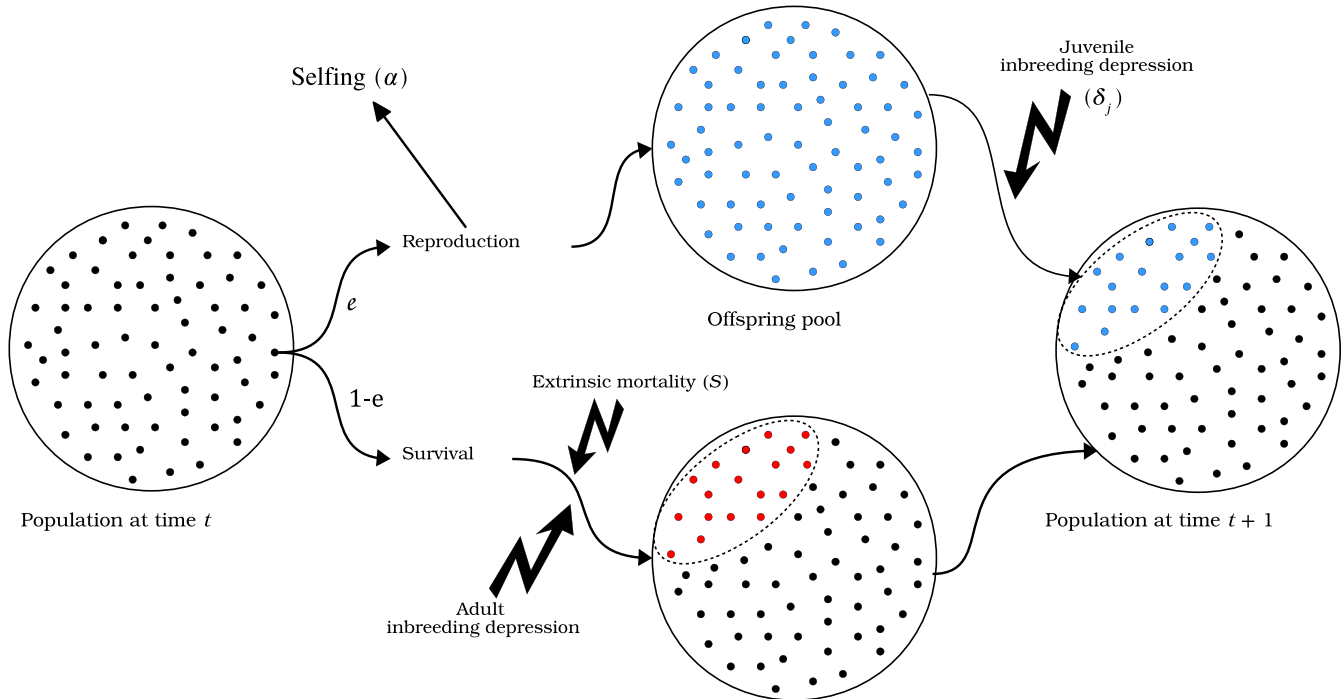 Juvenile
inbreeding depression
(δj)
Selfing (α)
Reproduction
e
Offspring pool
Extrinsic mortality (S)
1-e
Survival
Population at time t
Population at time t + 1
Adult
inbreeding depression